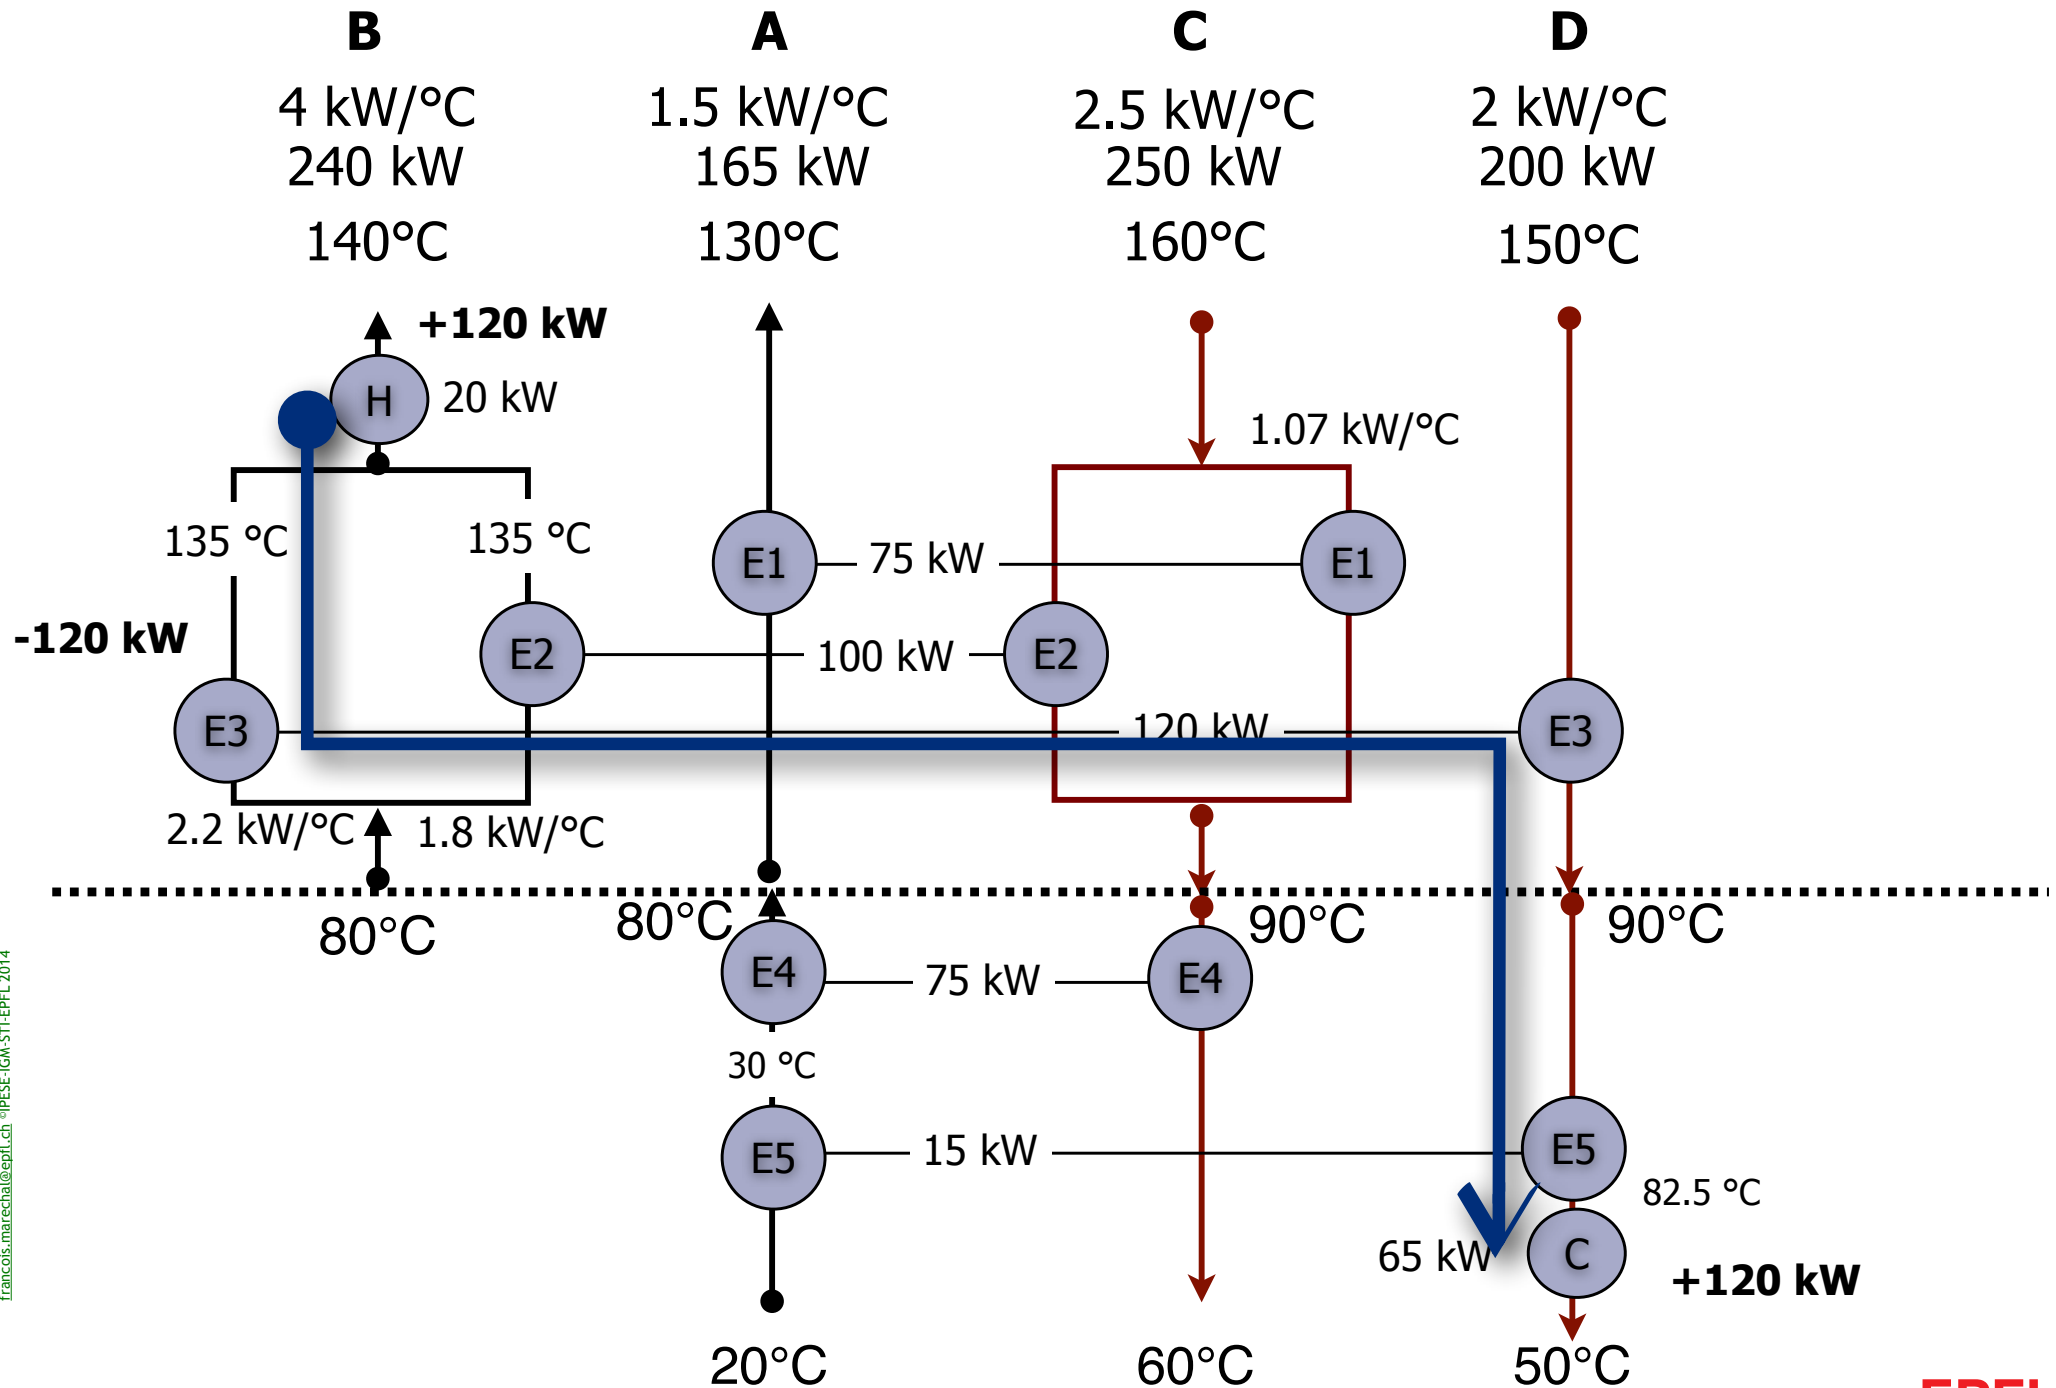 B
A
C
D
4 kW/°C
1.5 kW/°C
2.5 kW/°C
2 kW/°C
240 kW
165 kW
250 kW
200 kW
140°C
130°C
160°C
150°C
+120 kW
H
20 kW
1.07 kW/°C
135 °C
135 °C
E1
75 kW
E1
-120 kW
E2
100 kW
E2
E3
120 kW
E3
2.2 kW/°C
1.8 kW/°C
80°C
80°C
90°C
90°C
E4
75 kW
E4
30 °C
E5
15 kW
E5
82.5 °C
65 kW
C
+120 kW
20°C
60°C
50°C
francois.marechal@epfl.ch ©IPESE-IGM-STI-EPFL 2014